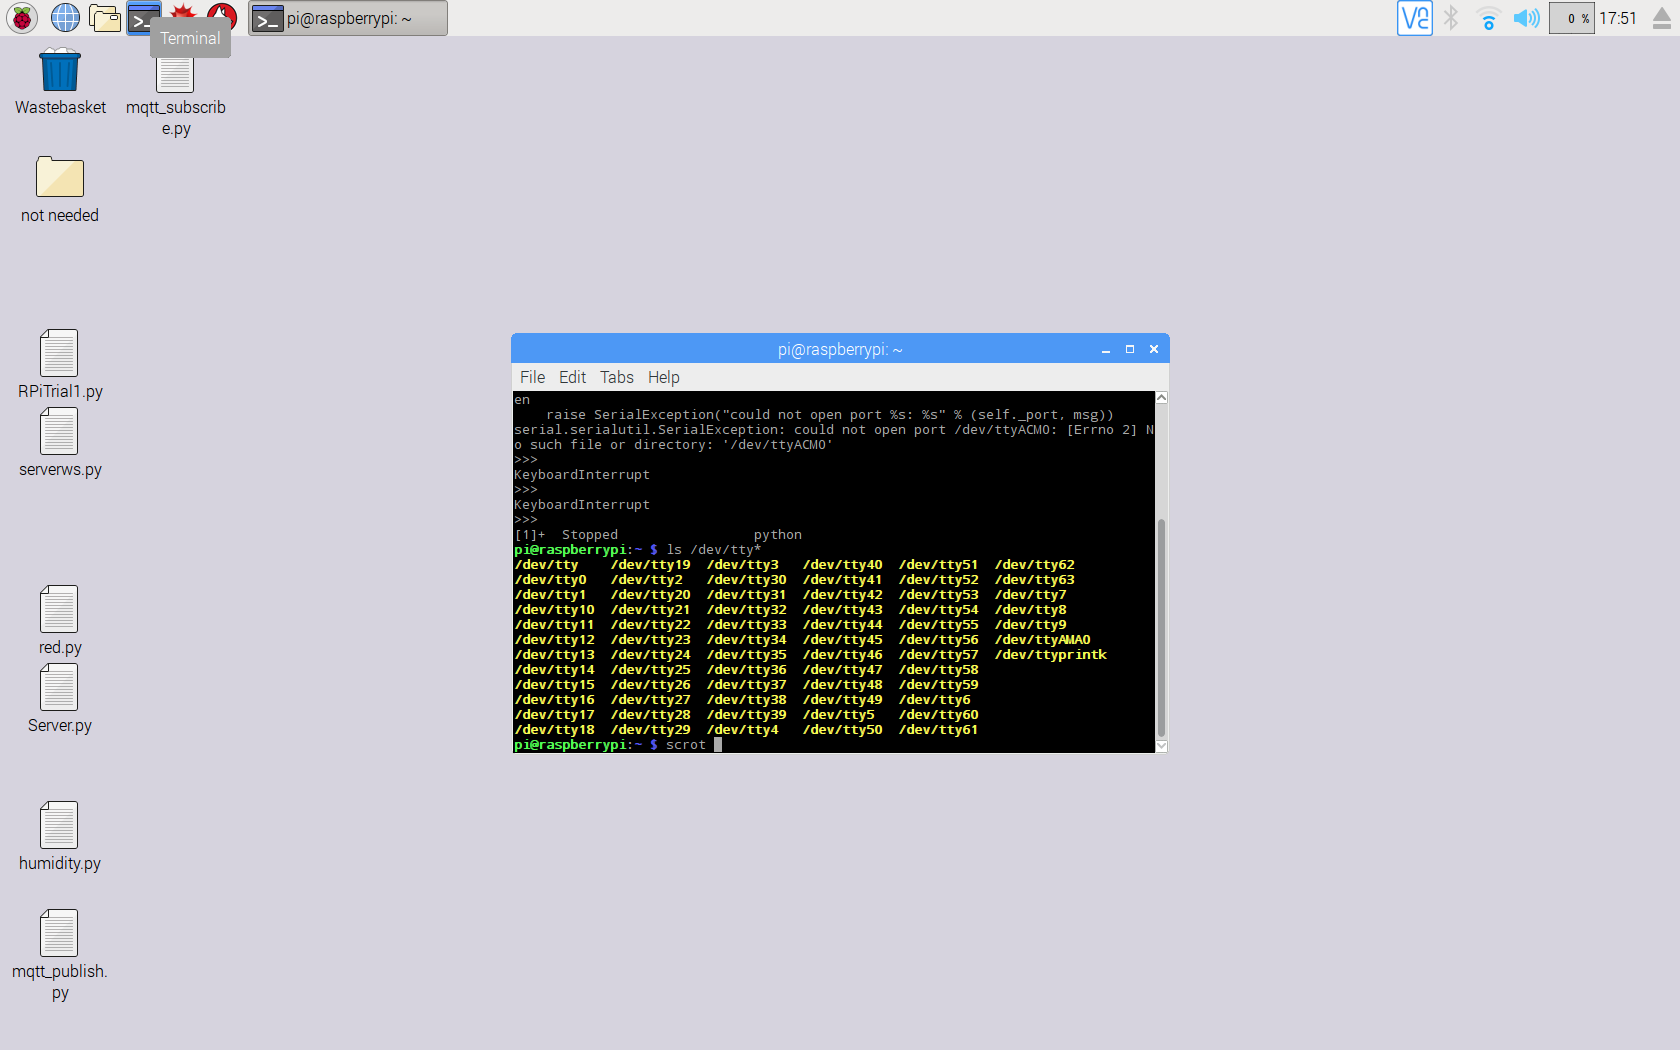 pi@raspberrypi: ~
0 %
17:51
Terminal
Wastebasket
mqtt_subscrib
e.py
not needed
RPiTrial1.py
serverws.py
red.py
Server.py
humidity.py
mqtt_publish.
py
pi@raspberrypi: ~
File Edit Tabs Help
en
    raise SerialException("could not open port %s: %s" % (self._port, msg))
serial.serialutil.SerialException: could not open port /dev/ttyACM0: [Errno 2] N
o such file or directory: '/dev/ttyACM0'
>>>
KeyboardInterrupt
>>>
KeyboardInterrupt
>>>
[1]+  Stopped                 python
pi@raspberrypi:~ $ ls /dev/tty*
/dev/tty    /dev/tty19  /dev/tty3   /dev/tty40  /dev/tty51  /dev/tty62
/dev/tty0   /dev/tty2   /dev/tty30  /dev/tty41  /dev/tty52  /dev/tty63
/dev/tty1   /dev/tty20  /dev/tty31  /dev/tty42  /dev/tty53  /dev/tty7
/dev/tty10  /dev/tty21  /dev/tty32  /dev/tty43  /dev/tty54  /dev/tty8
/dev/tty11  /dev/tty22  /dev/tty33  /dev/tty44  /dev/tty55  /dev/tty9
/dev/tty12  /dev/tty23  /dev/tty34  /dev/tty45  /dev/tty56  /dev/ttyAMA0
/dev/tty13  /dev/tty24  /dev/tty35  /dev/tty46  /dev/tty57  /dev/ttyprintk
/dev/tty14  /dev/tty25  /dev/tty36  /dev/tty47  /dev/tty58
/dev/tty15  /dev/tty26  /dev/tty37  /dev/tty48  /dev/tty59
/dev/tty16  /dev/tty27  /dev/tty38  /dev/tty49  /dev/tty6
/dev/tty17  /dev/tty28  /dev/tty39  /dev/tty5   /dev/tty60
/dev/tty18  /dev/tty29  /dev/tty4   /dev/tty50  /dev/tty61
pi@raspberrypi:~ $ scrot